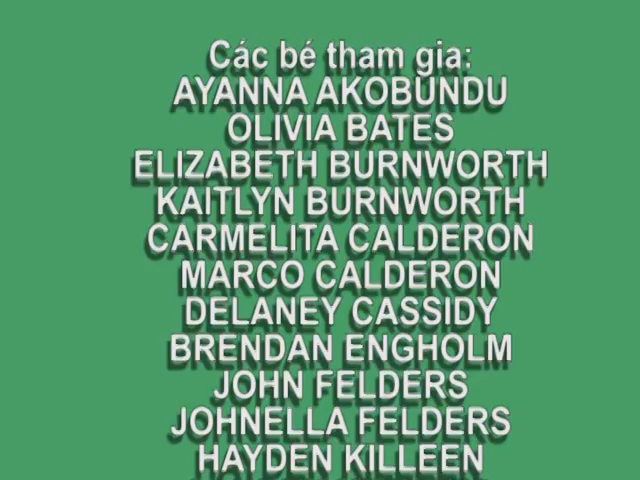 Các bé tham gia:
AYANNA AKOBUNDU
OLIVIA BATES
ELIZABETH BURNWORTH
KAITLYN BURNWORTH
CARMELITA CALDERON
MARCO CALDERON
DELANEY CASSIDY
BRENDAN ENGHOLM
JOHN FELDERS
JOHNELLA FELDERS
HAYDEN KILLEEN